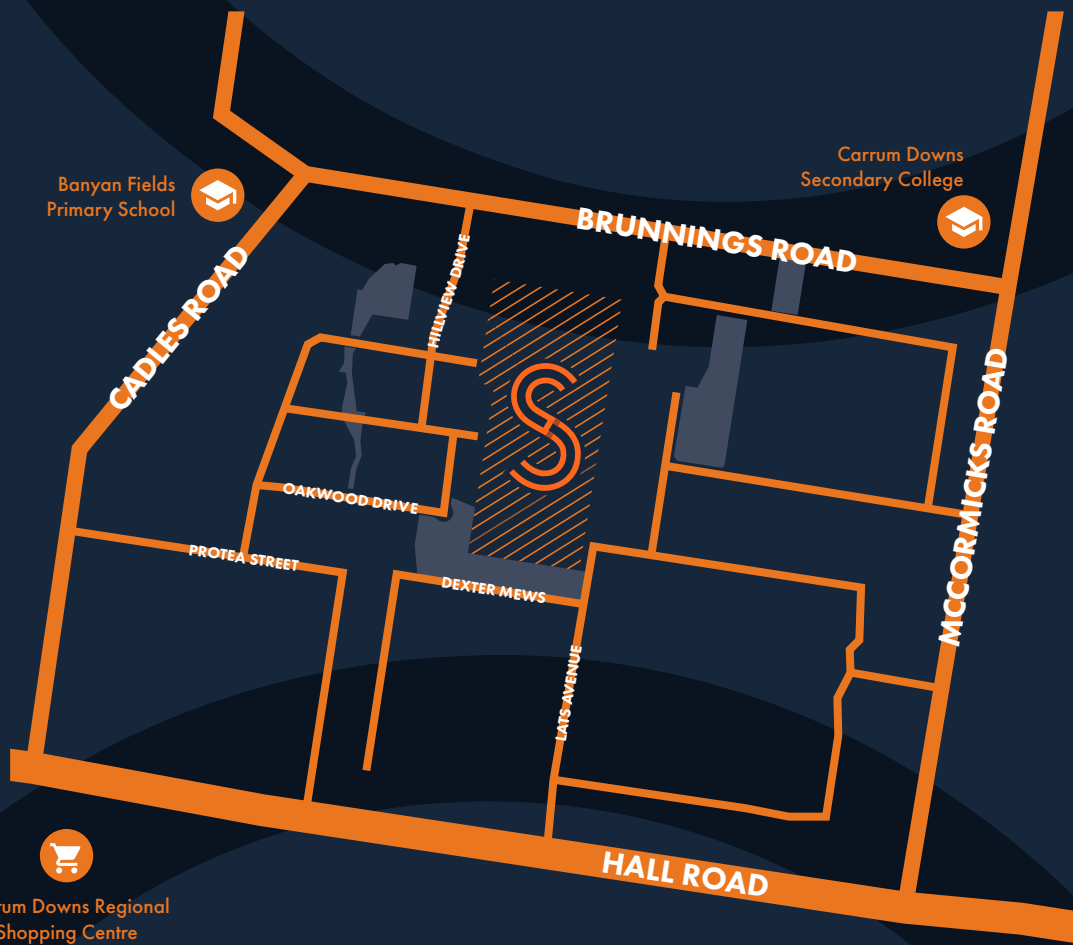 Carrum Downs
Secondary College
Banyan Fields
Primary School
BRUNNINGS ROAD
HILLVIEW DRIVE
CADLES ROAD
S
MCCORMICKS ROAD
OAKWOOD DRIVE
PROTEA STREET
DEXTER MEWS
LATS AVENUE
HALL ROAD
rum Downs Regional
Shopping Centre